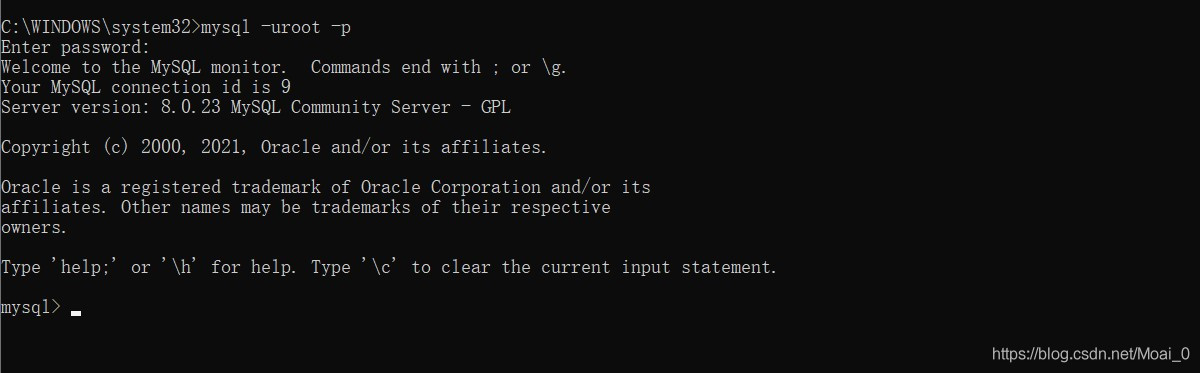 C:\WINDOWS\system32>mysql -uroot -p
Enter password:
Welcome to the MySQL monitor.  Commands end with ; or \g.
Your MySQL connection id is 9
Server version: 8.0.23 MySQL Community Server - GPL
Copyright (c) 2000, 2021, Oracle and/or its affiliates.
Oracle is a registered trademark of Oracle Corporation and/or its
affiliates. Other names may be trademarks of their respective
owners.
Type 'help;' or '\h' for help. Type '\c' to clear the current input statement.
mysql>
https://blog.csdn.net/Moai_0